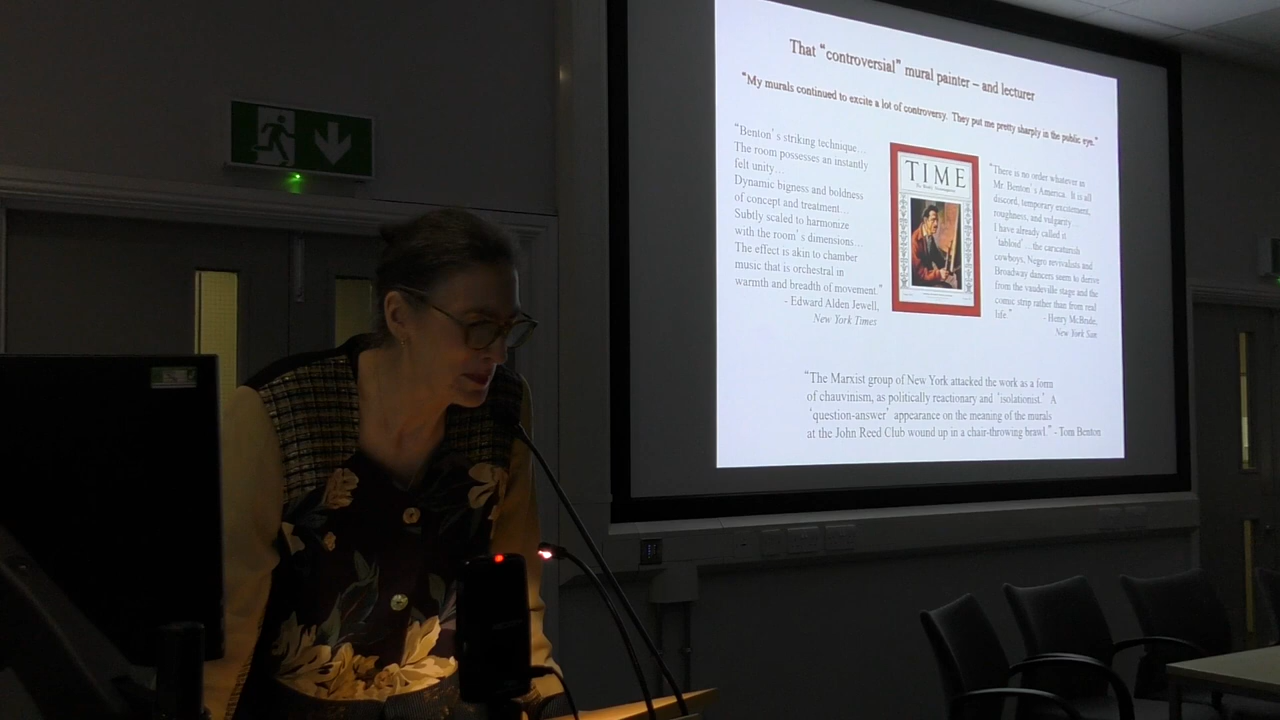 That “controversial” mural painter – and lecturer
“My murals continued to excite a lot of controversy. They put me pretty sharply in the public eye.”
“Benton’s striking technique…
The room possesses an instantly
felt unity…
Dynamic bigness and boldness
of concept and treatment…
Subtly scaled to harmonize
with the room’s dimensions…
The effect is akin to chamber
music that is orchestral in
warmth and breadth of movement.”
- Edward Alden Jewell,
New York Times
TIME
“There is no order whatever in
Mr. Benton’s America. It is all
discord, temporary excitement,
roughness, and vulgarity…
I have already called it
‘tabloid’…the caricaturish
cowboys, Negro revivalists and
Broadway dancers seem to derive
from the vaudeville stage and the
comic strip rather than from real
life.” - Henry McBride,
New York Sun
“The Marxist group of New York attacked the work as a form
of chauvinism, as politically reactionary and ‘isolationist.’ A
‘question-answer’ appearance on the meaning of the murals
at the John Reed Club wound up in a chair-throwing brawl.” - Tom Benton